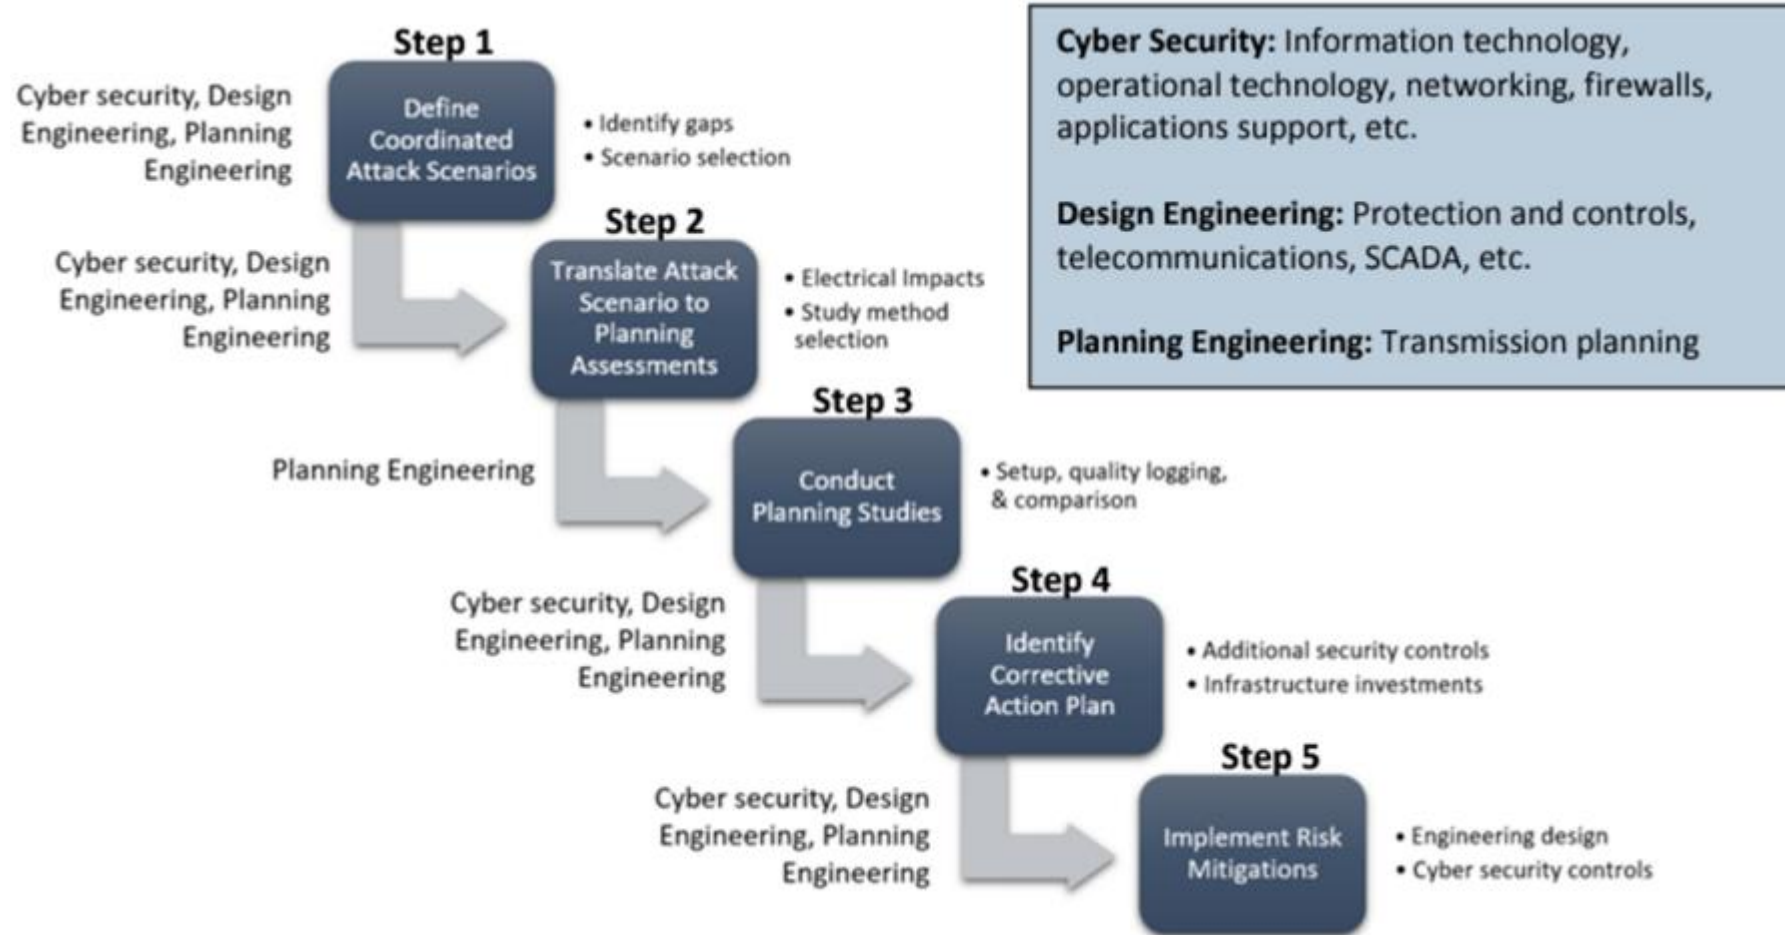 Step 1
Cyber security, Design
Engineering, Planning
Engineering
Define
Coordinated
Attack Scenarios
• Identify gaps
• Scenario selection
Cyber Security: Information technology,
operational technology, networking, firewalls,
applications support, etc.
Design Engineering: Protection and controls,
telecommunications, SCADA, etc.
Planning Engineering: Transmission planning
Step 2
Cyber security, Design
Engineering, Planning
Engineering
Translate Attack
Scenario to
Planning
Assessments
• Electrical Impacts
• Study method
selection
Step 3
Planning Engineering
Conduct
Planning Studies
• Setup, quality logging,
& comparison
Step 4
Cyber security, Design
Engineering, Planning
Engineering
Identify
Corrective
Action Plan
• Additional security controls
• Infrastructure investments
Step 5
Cyber security, Design
Engineering, Planning
Engineering
Implement Risk
Mitigations
• Engineering design
• Cyber security controls